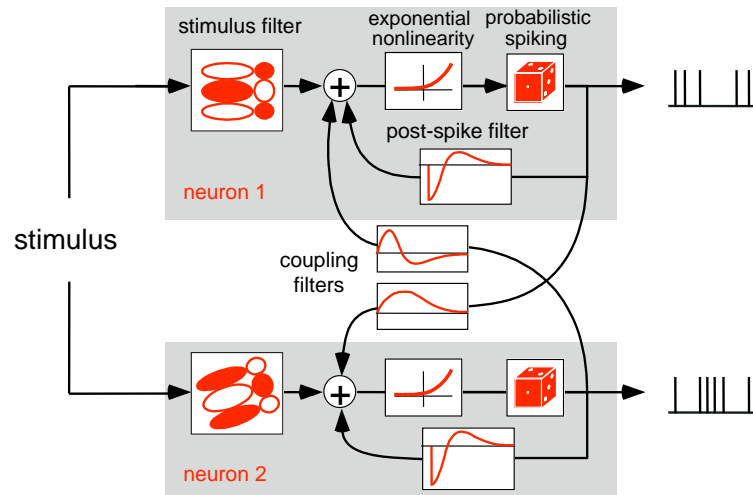 stimulus filter
exponential
nonlinearity
probabilistic
spiking
+
post-spike filter
neuron 1
stimulus
coupling
filters
+
neuron 2